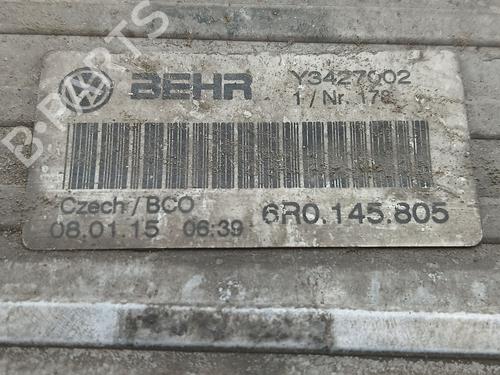 BEHR Y3427002
1 / Nr. 178
Czech / BCO 6R0.145.805
08.01.15 06:39
B-PARTS